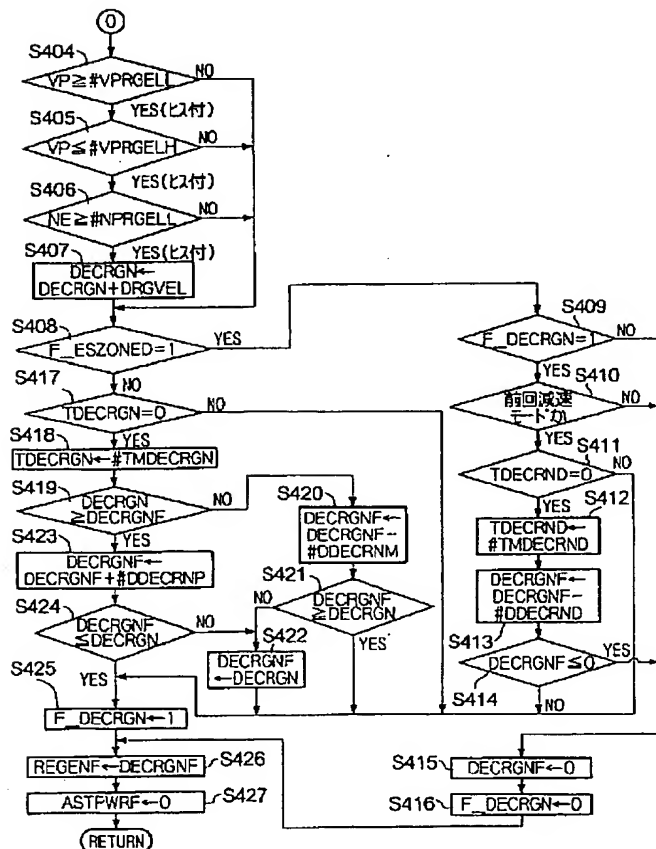 0
S404
VP≧#VPRGELL
NO
YES(ヒス付)
S405
VP≦#VPRGELH
NO
YES(ヒス付)
S406
NE≧#NPRGELL
NO
YES(ヒス付)
S407
DECRGN←
DECRGN+DRGVEL
S408
F_ESZONED=1
YES
NO
S417
TDECRGN=0
NO
YES
S418
TDECRGN←#TMDECRGN
S419
DECRGN
≧DECRGNF
NO
YES
S423
DECRGNF←
DECRGNF+#DDECRNP
S424
DECRGNF
≦DECRGN
NO
YES
S425
F_DECRGN←1
S426
REGENF←DECRGNF
S427
ASTPWRF←0
RETURN
S420
DECRGNF←
DECRGNF-
#DDECRNM
S421
DECRGNF
≧DECRGN
NO
YES
S422
DECRGNF
←DECRGN
S409
F_DECRGN=1
NO
YES
S410
前回減速
モードか
NO
YES
S411
TDECRND=0
NO
YES
S412
TDECRND←
#TMDECRND
DECRGNF←
DECRGNF-
#DDECRND
S413
DECRGNF≦0
YES
S414
NO
S415
DECRGNF←0
S416
F_DECRGN←0